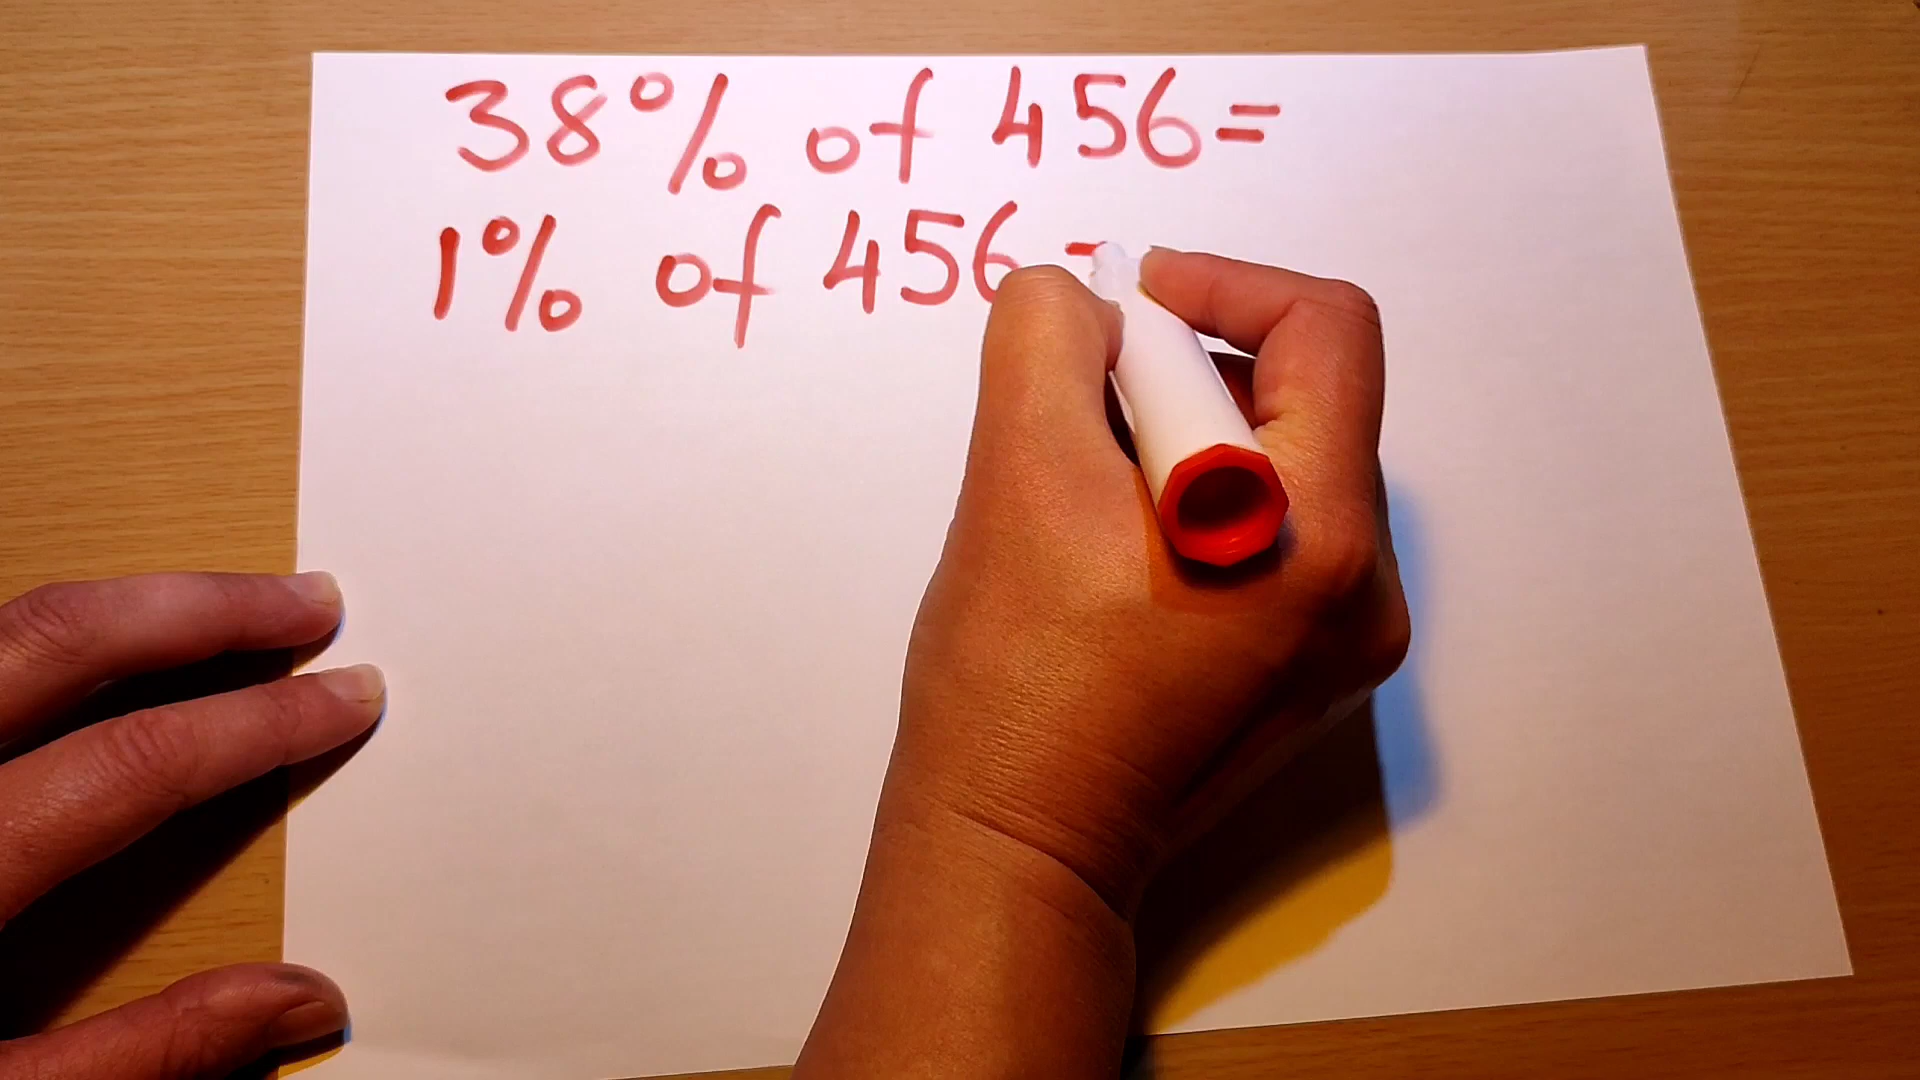 38% of 456=
1% of 456 -